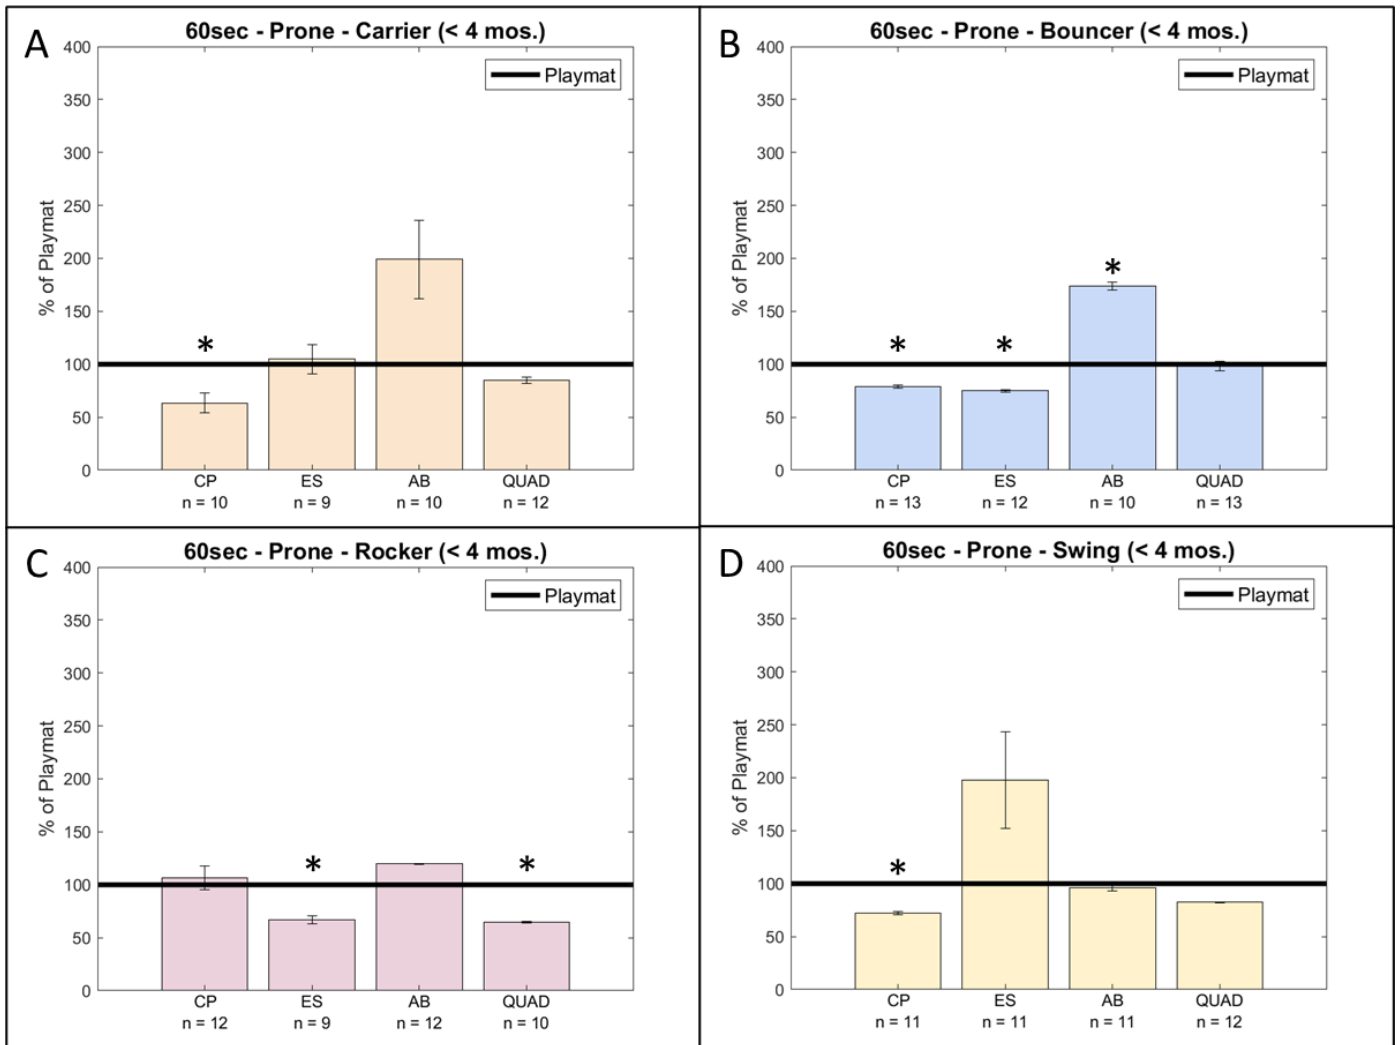 A
60sec - Prone - Carrier (< 4 mos.)
Playmat
% of Playmat
400
350
300
250
200
150
100
50
0
*
CP ES AB QUAD
n = 10 n = 9 n = 10 n = 12
B
60sec - Prone - Bouncer (< 4 mos.)
Playmat
% of Playmat
400
350
300
250
200
150
100
50
0
* * *
CP ES AB QUAD
n = 13 n = 12 n = 10 n = 13
C
60sec - Prone - Rocker (< 4 mos.)
Playmat
% of Playmat
400
350
300
250
200
150
100
50
0
* *
CP ES AB QUAD
n = 12 n = 9 n = 12 n = 10
D
60sec - Prone - Swing (< 4 mos.)
Playmat
% of Playmat
400
350
300
250
200
150
100
50
0
*
CP ES AB QUAD
n = 11 n = 11 n = 11 n = 12